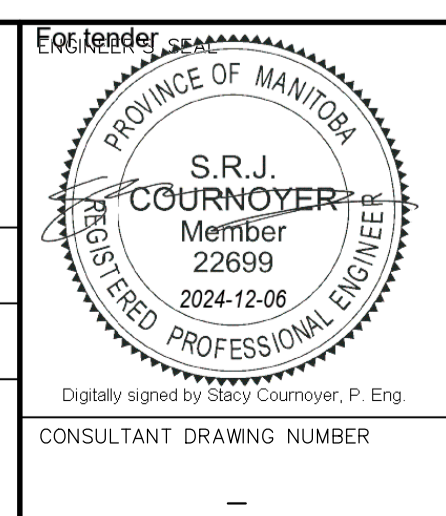 For tender
ENGINEER'S SEAL
PROVINCE OF MANITOBA
S.R.J.
COURNOYER
Member
22699
2024-12-06
REGISTERED PROFESSIONAL ENGINEER
Digitally signed by Stacy Cournoyer, P. Eng.
CONSULTANT DRAWING NUMBER
–